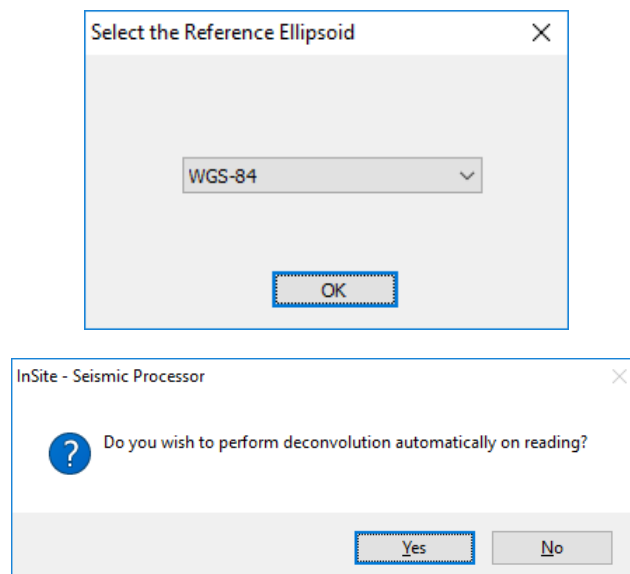 Select the Reference Ellipsoid
WGS-84
OK
InSite - Seismic Processor
Do you wish to perform deconvolution automatically on reading?
Yes No